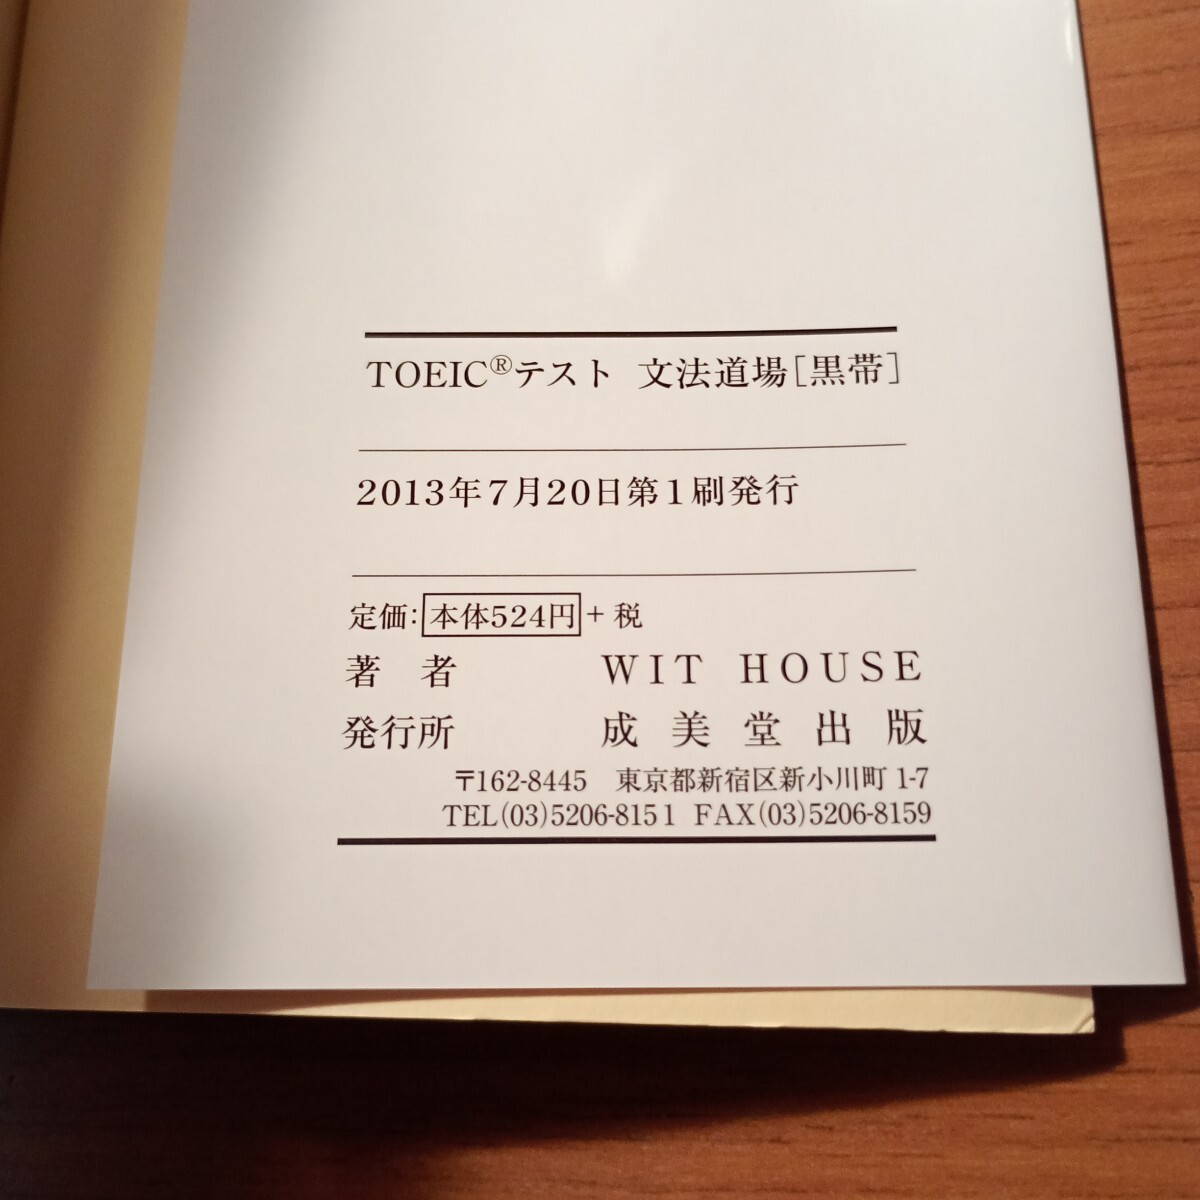 TOEIC®テスト 文法道場[黒帯]
2013年7月20日第1刷発行
定価:本体524円+税
著 者 WIT HOUSE
発行所 成美堂出版
〒162-8445 東京都新宿区新小川町 1-7
TEL(03)5206-8151 FAX(03)5206-8159